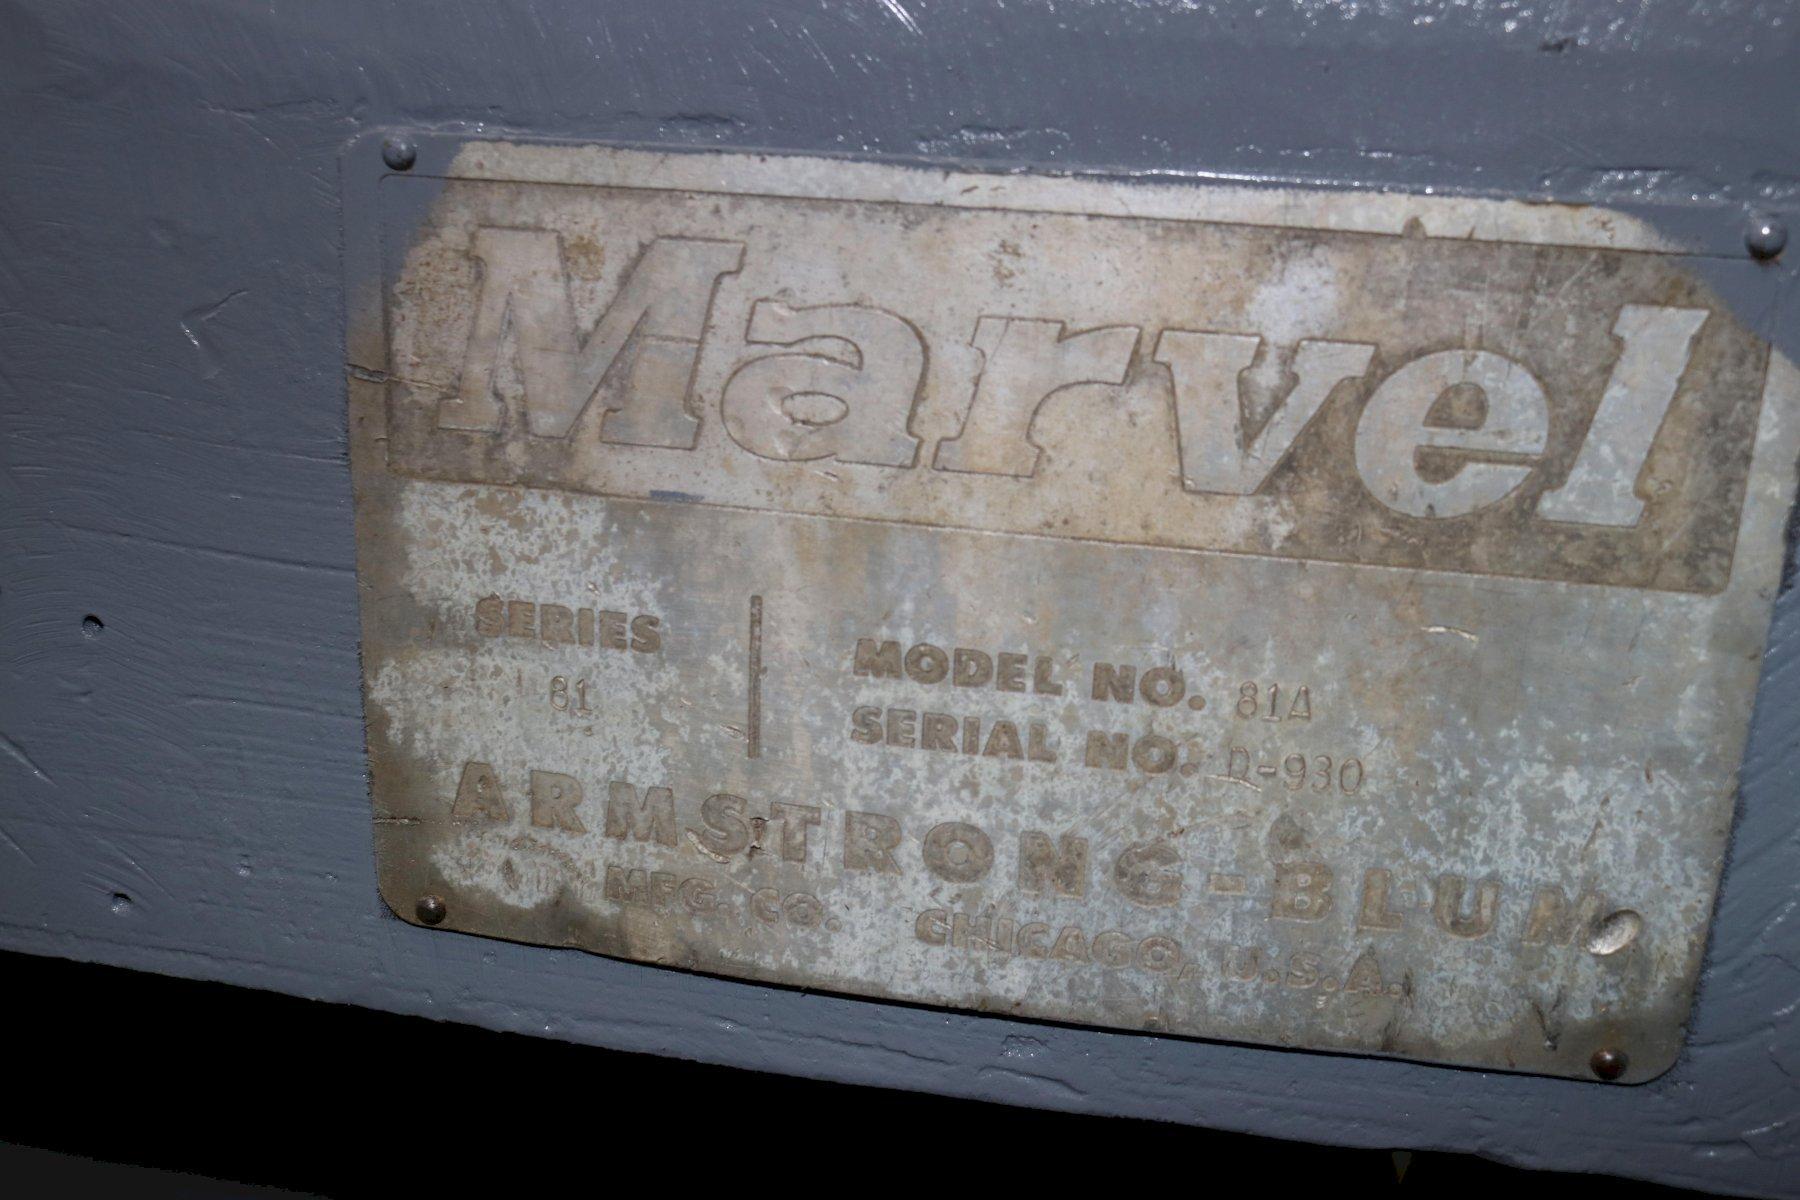 Marvel
SERIES
81
MODEL NO. 81A
SERIAL NO. D-930
ARMSTRONG-BLUM
MFG. CO. CHICAGO, U.S.A.